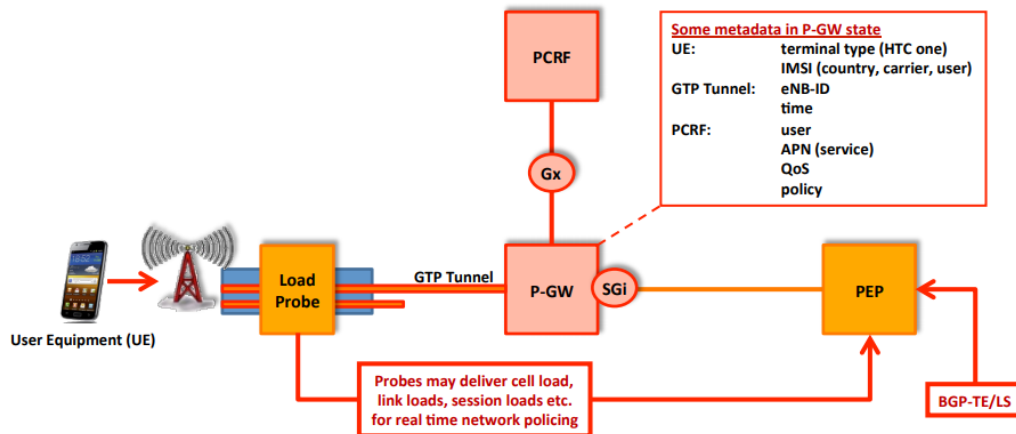 Some metadata in P-GW state
UE: terminal type (HTC one)
IMSI (country, carrier, user)
GTP Tunnel: eNB-ID
time
PCRF: user
APN (service)
QoS
policy
PCRF
Gx
User Equipment (UE)
Load
Probe
GTP Tunnel
P-GW
SGi
PEP
Probes may deliver cell load,
link loads, session loads etc.
for real time network policing
BGP-TE/LS